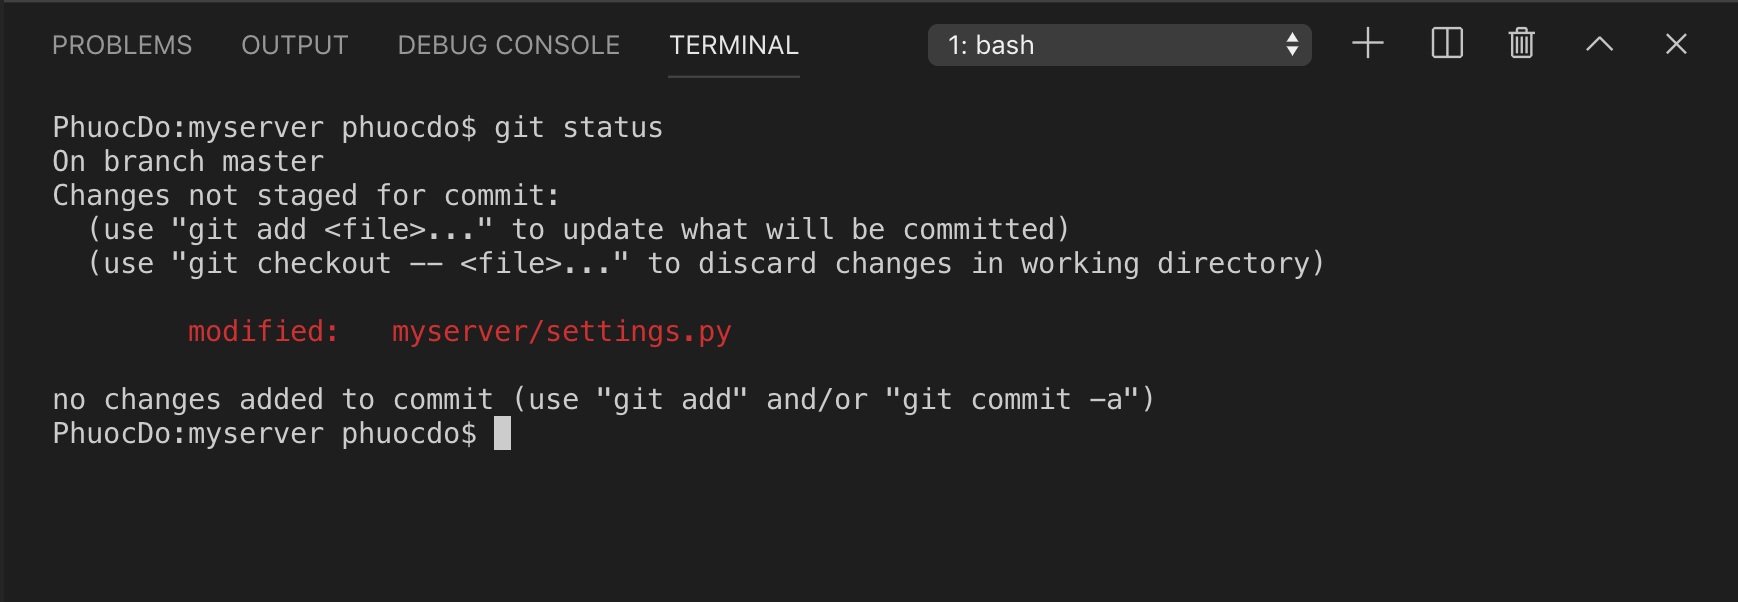 PROBLEMS OUTPUT DEBUG CONSOLE TERMINAL 1: bash
PhuocDo:myserver phuocdo$ git status
On branch master
Changes not staged for commit:
  (use "git add <file>..." to update what will be committed)
  (use "git checkout -- <file>..." to discard changes in working directory)
        modified:   myserver/settings.py
no changes added to commit (use "git add" and/or "git commit -a")
PhuocDo:myserver phuocdo$